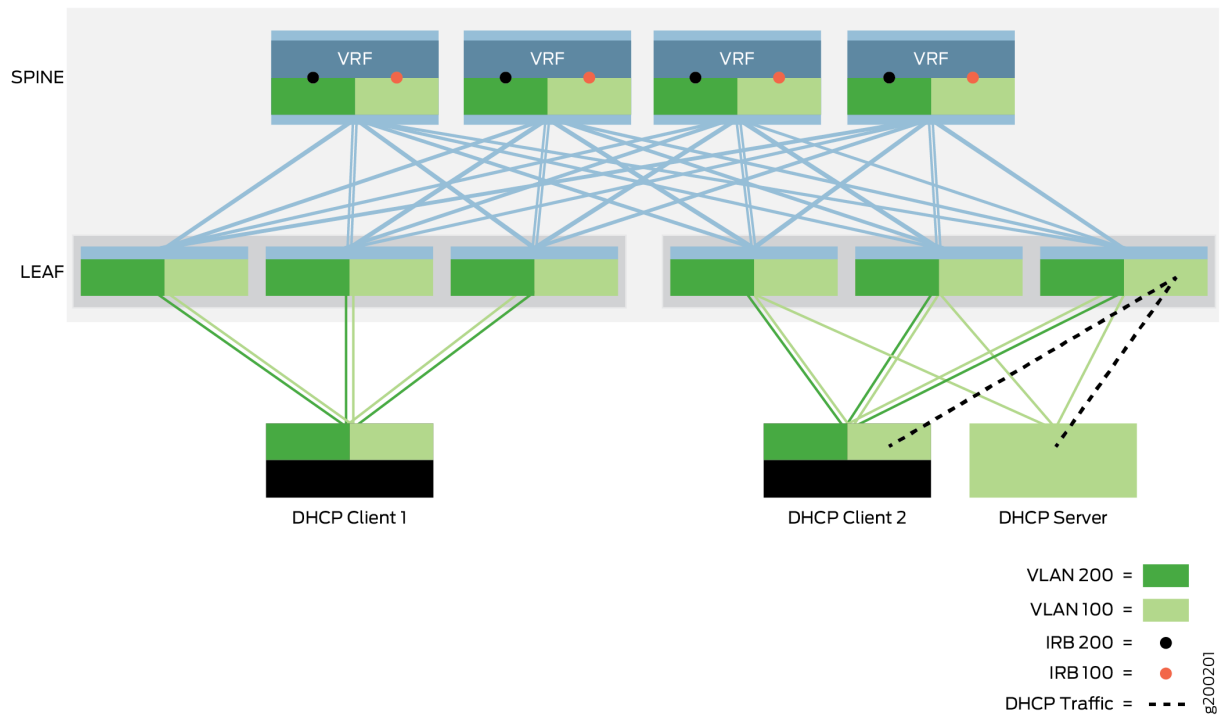 VRF VRF VRF VRF
SPINE
LEAF
DHCP Client 1 DHCP Client 2 DHCP Server
VLAN 200 =
VLAN 100 =
IRB 200 =
IRB 100 =
DHCP Traffic =
g200201